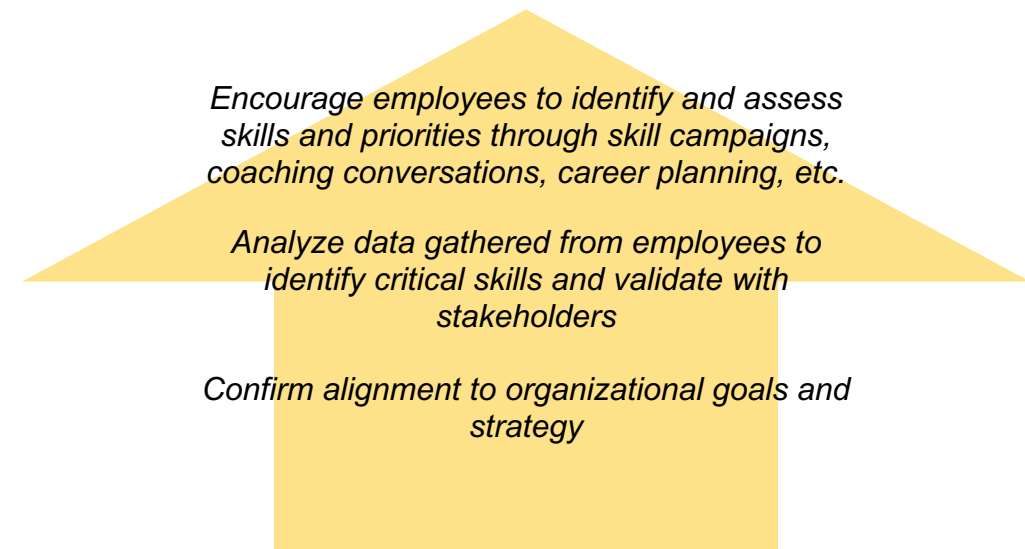 Encourage employees to identify and assess
skills and priorities through skill campaigns,
coaching conversations, career planning, etc.
Analyze data gathered from employees to
identify critical skills and validate with
stakeholders
Confirm alignment to organizational goals and
strategy